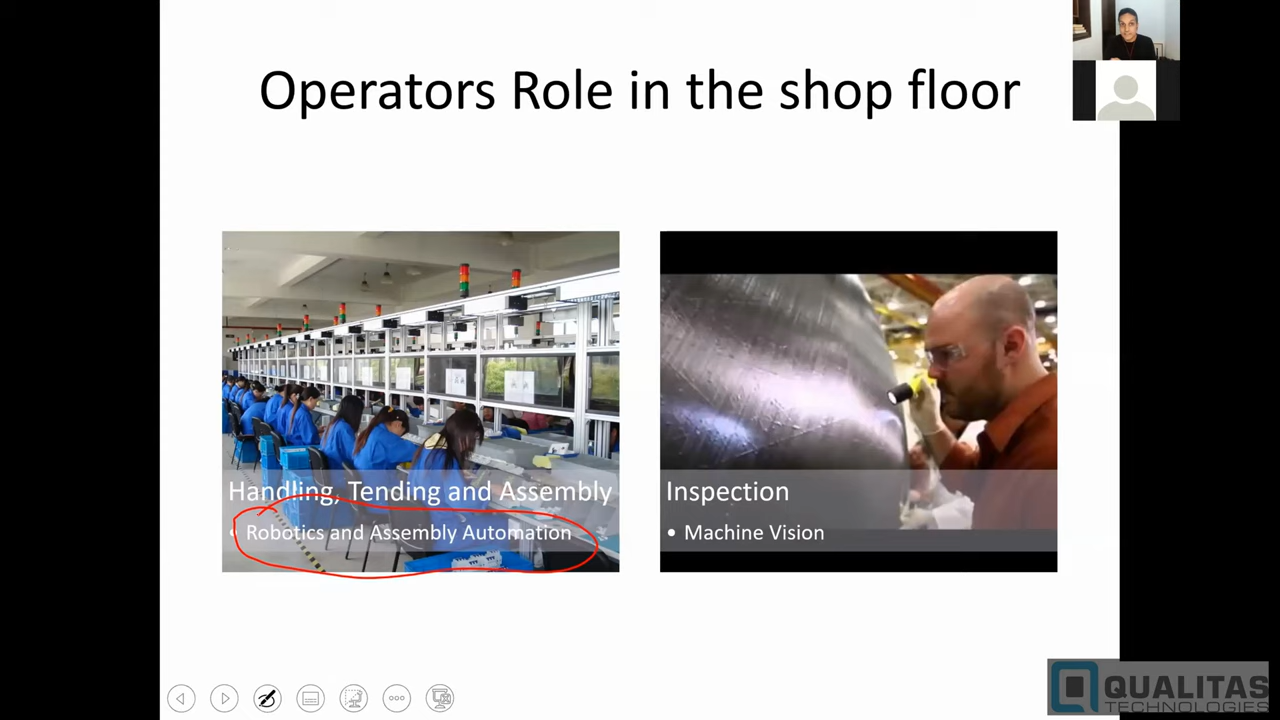 Operators Role in the shop floor
Handling, Tending and Assembly
• Robotics and Assembly Automation
Inspection
• Machine Vision
QUALITAS
TECHNOLOGIES